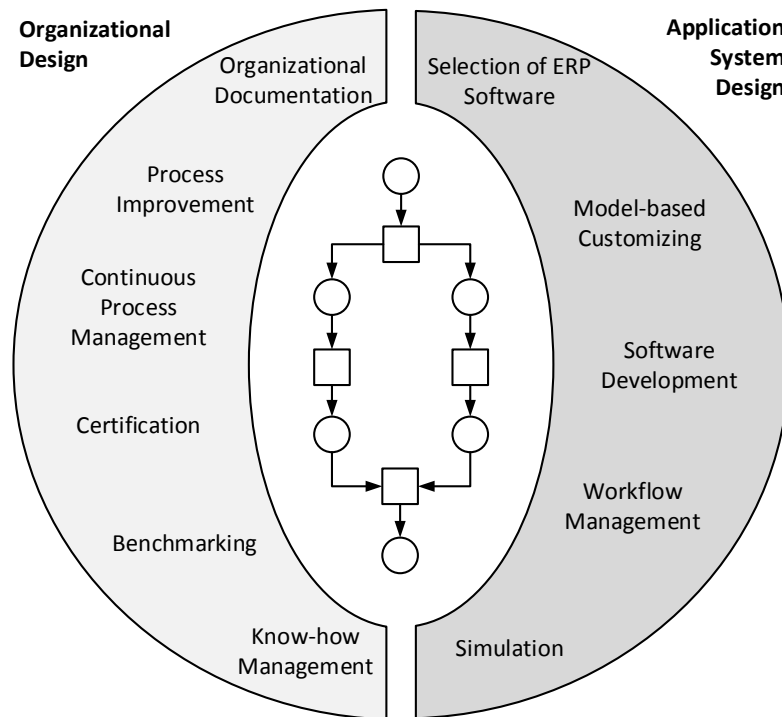 Organizational
Design
Organizational
Documentation
Process
Improvement
Continuous
Process
Management
Certification
Benchmarking
Know-how
Management
Application
System
Design
Selection of ERP
Software
Model-based
Customizing
Software
Development
Workflow
Management
Simulation